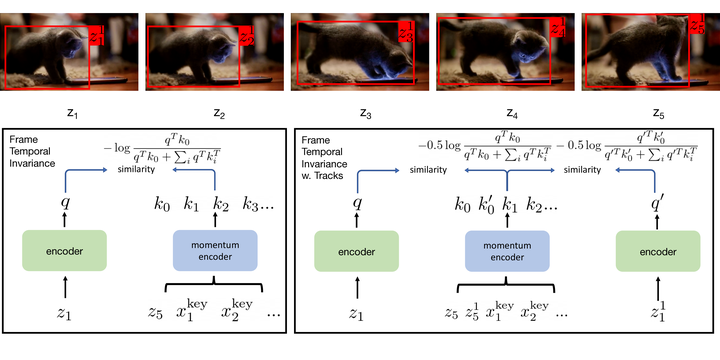 z_1^1
z_2^1
z_3^1
z_4^1
z_5^1
z_1 z_2 z_3 z_4 z_5
Frame
Temporal
Invariance
-\log \frac{q^T k_0}{q^T k_0 + \sum_i q^T k_i^T}
similarity
q
k_0 k_1 k_2 k_3...
encoder
momentum
encoder
z_1
z_5 x_1^{key} x_2^{key} ...
Frame
Temporal
Invariance
w. Tracks
-0.5 \log \frac{q^T k_0}{q^T k_0 + \sum_i q^T k_i^T} -0.5 \log \frac{q'^T k_0'}{q'^T k_0' + \sum_i q'^T k_i^T}
similarity
similarity
q
k_0 k_0' k_1 k_2...
q'
encoder
momentum
encoder
encoder
z_1
z_5 z_5^1 x_1^{key} x_2^{key} ...
z_1^1